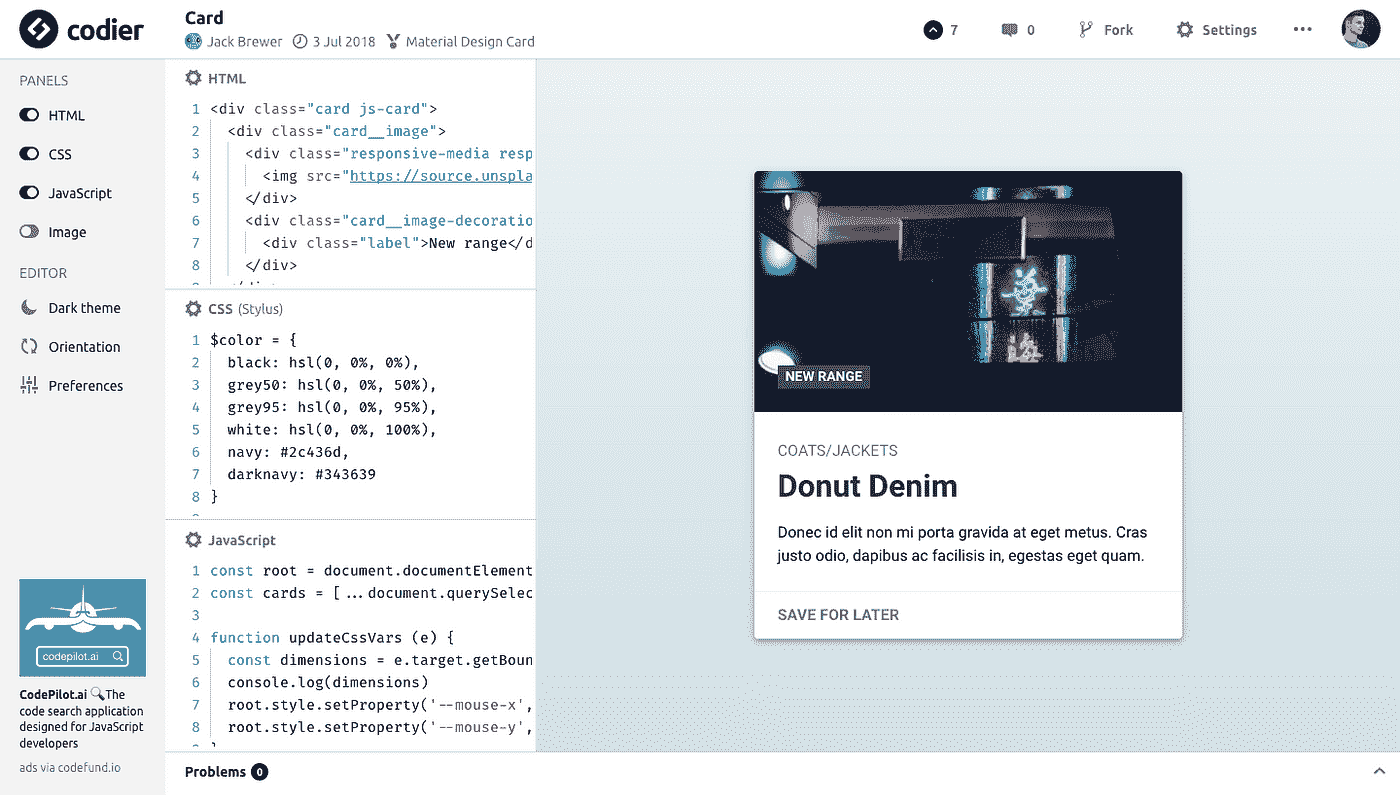 codier
Card
Jack Brewer 3 Jul 2018 Material Design Card
7
0
Fork
Settings
PANELS
HTML
CSS
JavaScript
Image
EDITOR
Dark theme
Orientation
Preferences
codepilot.ai
CodePilot.ai 🔍The
code search application
designed for JavaScript
developers
ads via codefund.io
HTML
1 <div class="card js-card">
2 <div class="card__image">
3 <div class="responsive-media resp
4 <img src="https://source.unspla
5 </div>
6 <div class="card__image-decoratio
7 <div class="label">New range</d
8 </div>
CSS (Stylus)
1 $color = {
2 black: hsl(0, 0%, 0%),
3 grey50: hsl(0, 0%, 50%),
4 grey95: hsl(0, 0%, 95%),
5 white: hsl(0, 0%, 100%),
6 navy: #2c436d,
7 darknavy: #343639
8 }
JavaScript
1 const root = document.documentElement
2 const cards = [...document.querySelec
3
4 function updateCssVars (e) {
5 const dimensions = e.target.getBoun
6 console.log(dimensions)
7 root.style.setProperty('--mouse-x',
8 root.style.setProperty('--mouse-y',
Problems 0
NEW RANGE
COATS/JACKETS
Donut Denim
Donec id elit non mi porta gravida at eget metus. Cras
justo odio, dapibus ac facilisis in, egestas eget quam.
SAVE FOR LATER